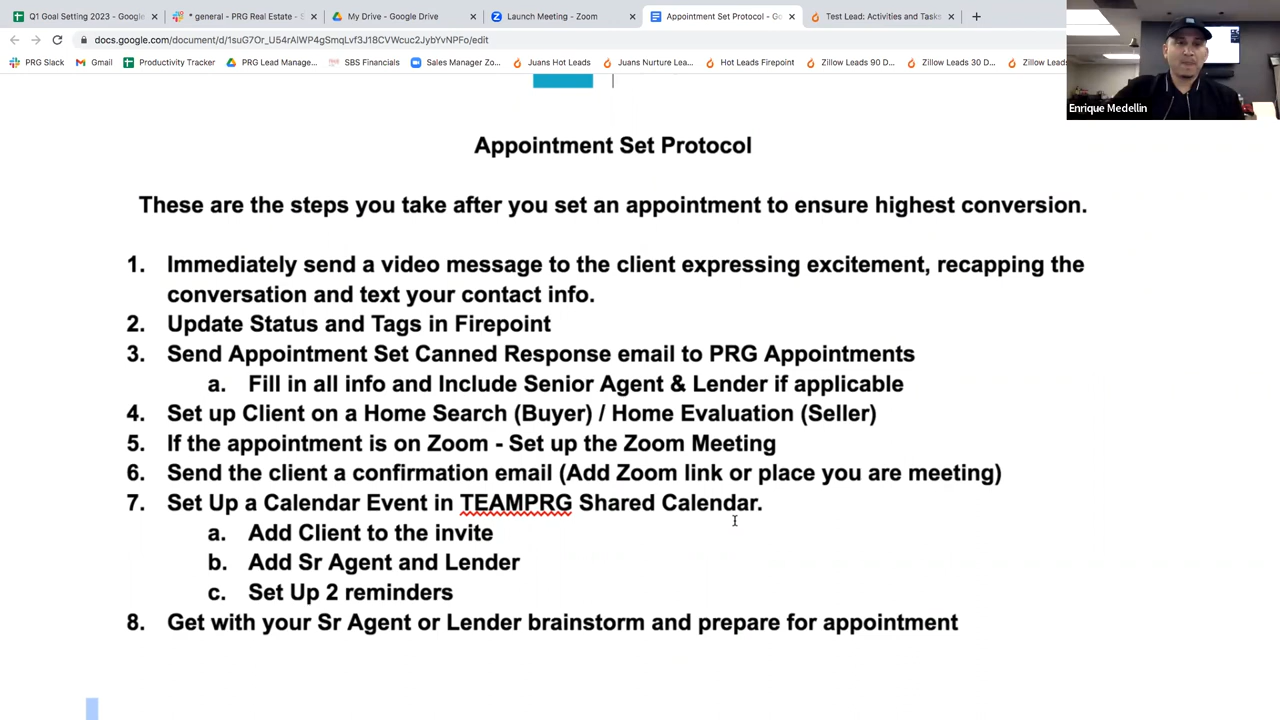 Q1 Goal Setting 2023 - Google
* general - PRG Real Estate - S
My Drive - Google Drive
Launch Meeting - Zoom
Appointment Set Protocol - Go
Test Lead: Activities and Tasks
docs.google.com/document/d/1suG7Or_U54rAlWP4gSmqLvf3J18CVWcuc2JybYvNPFo/edit
PRG Slack
Gmail
Productivity Tracker
PRG Lead Manage...
SBS Financials
Sales Manager Zo...
Juans Hot Leads
Juans Nurture Lea...
Hot Leads Firepoint
Zillow Leads 90 D...
Zillow Leads 30 D...
Zillow Leads
Enrique Medellin
Appointment Set Protocol
These are the steps you take after you set an appointment to ensure highest conversion.
1. Immediately send a video message to the client expressing excitement, recapping the
conversation and text your contact info.
2. Update Status and Tags in Firepoint
3. Send Appointment Set Canned Response email to PRG Appointments
a. Fill in all info and Include Senior Agent & Lender if applicable
4. Set up Client on a Home Search (Buyer) / Home Evaluation (Seller)
5. If the appointment is on Zoom - Set up the Zoom Meeting
6. Send the client a confirmation email (Add Zoom link or place you are meeting)
7. Set Up a Calendar Event in TEAMPRG Shared Calendar.
a. Add Client to the invite
b. Add Sr Agent and Lender
c. Set Up 2 reminders
8. Get with your Sr Agent or Lender brainstorm and prepare for appointment